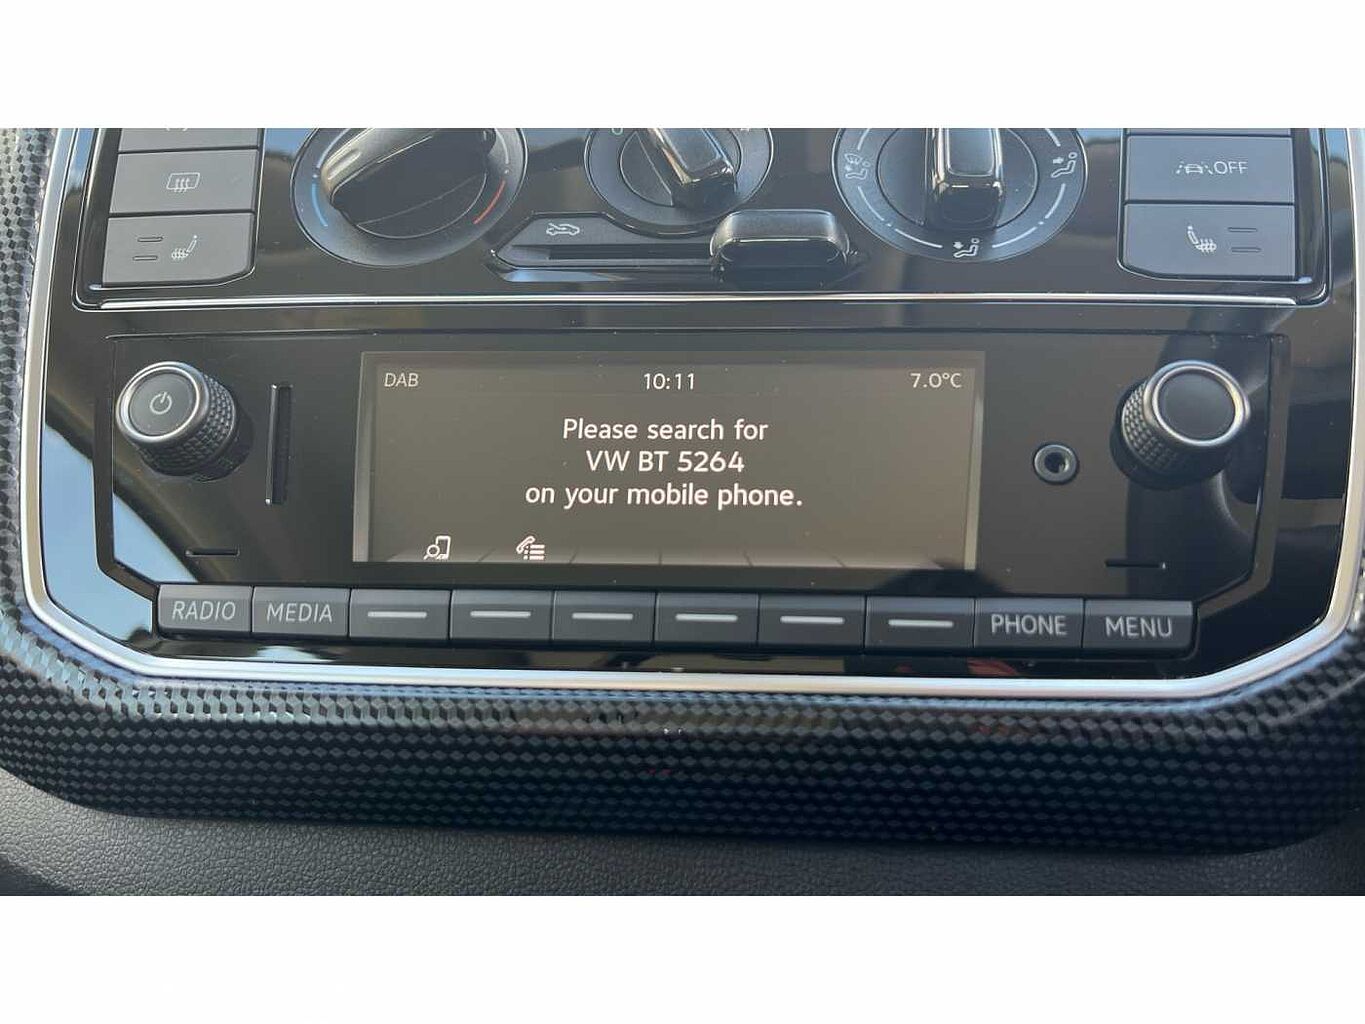 OFF
DAB 10:11 7.0°C
Please search for
VW BT 5264
on your mobile phone.
RADIO MEDIA PHONE MENU